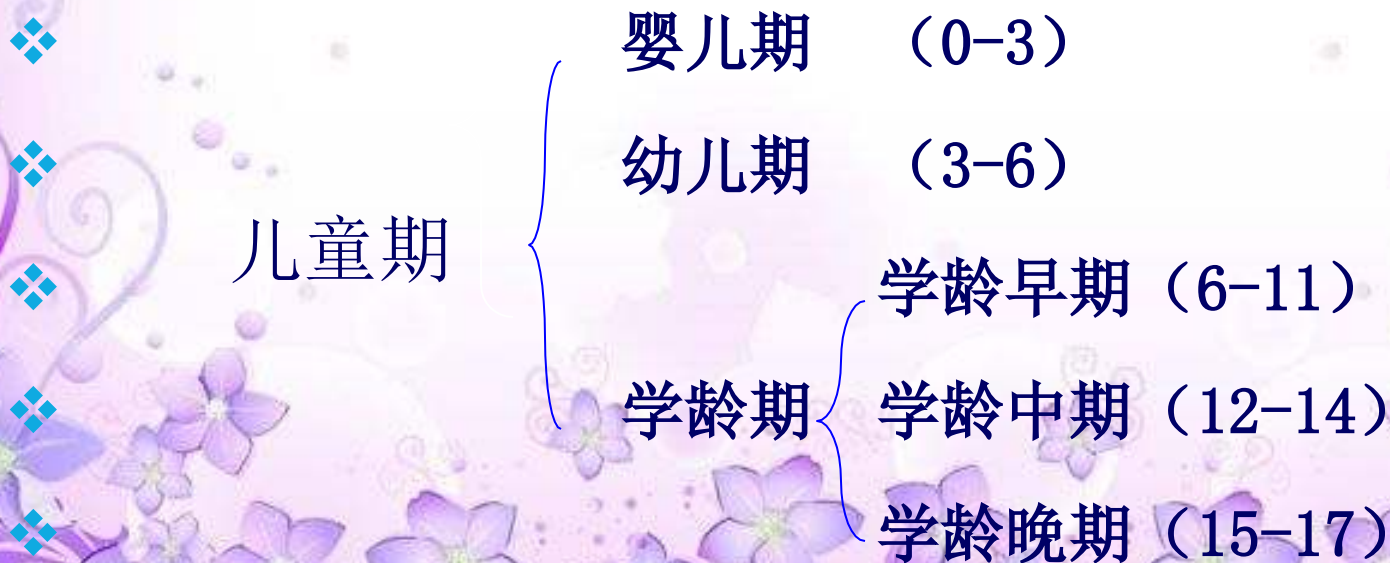 婴儿期 （0-3）
幼儿期 （3-6）
儿童期
学龄早期（6-11）
学龄期 学龄中期（12-14）
学龄晚期（15-17）